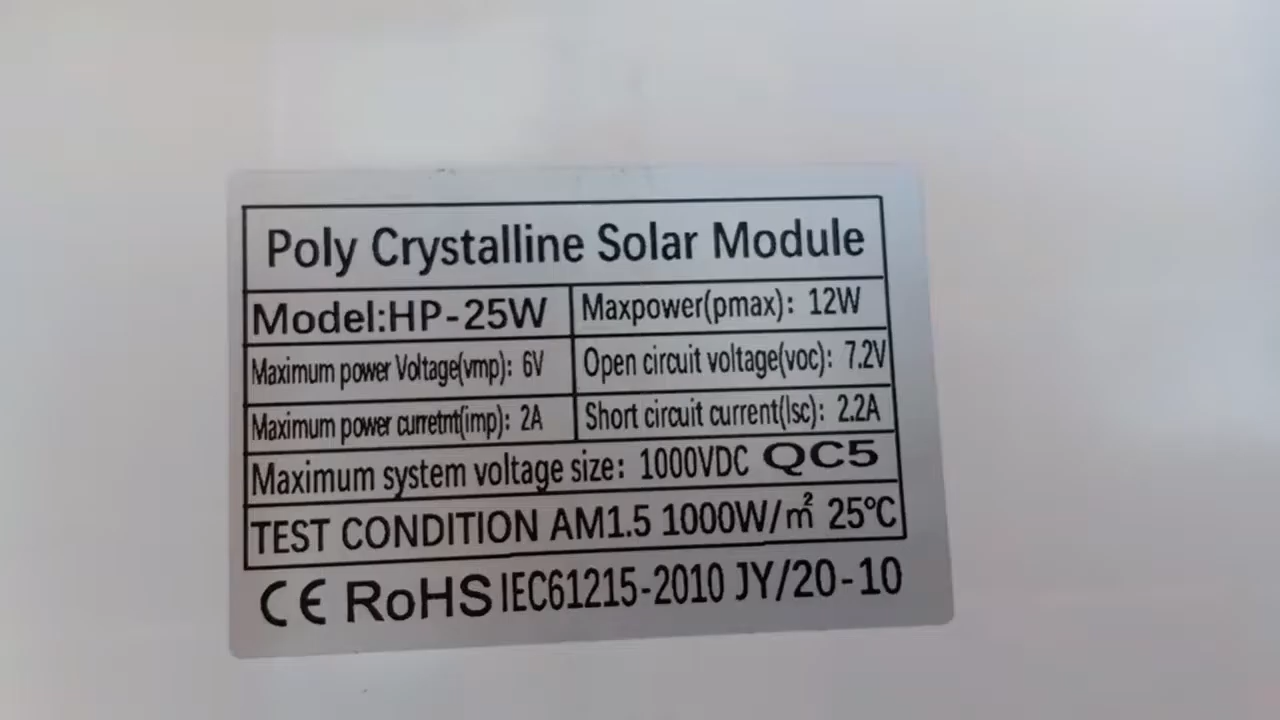 Poly Crystalline Solar Module
Model:HP-25W
Maxpower(pmax): 12W
Maximum power Voltage(vmp): 6V
Open circuit voltage(voc): 7.2V
Maximum power curretnt(imp): 2A
Short circuit current(lsc): 2.2A
Maximum system voltage size: 1000VDC QC5
TEST CONDITION AM1.5 1000W/㎡ 25℃
CE RoHS IEC61215-2010 JY/20-10